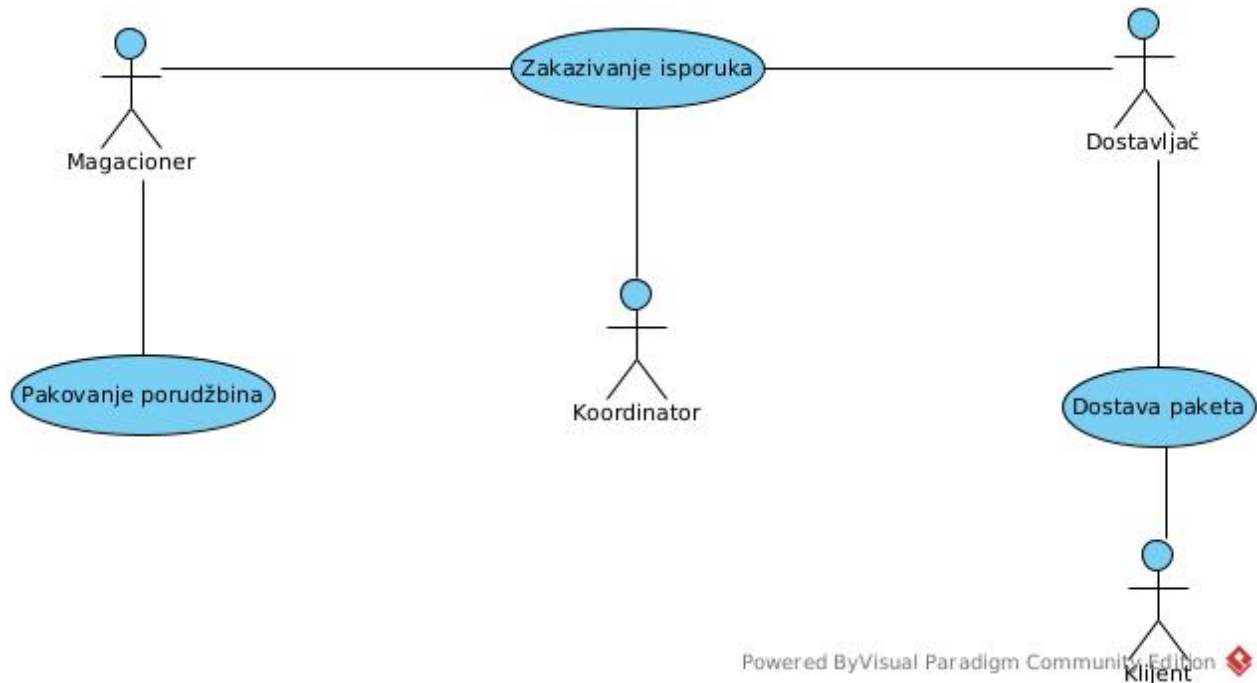 Zakazivanje isporuka
Dostavljač
Magacioner
Pakovanje porudžbina
Koordinator
Dostava paketa
Powered ByVisual Paradigm Community Edition
Klijent